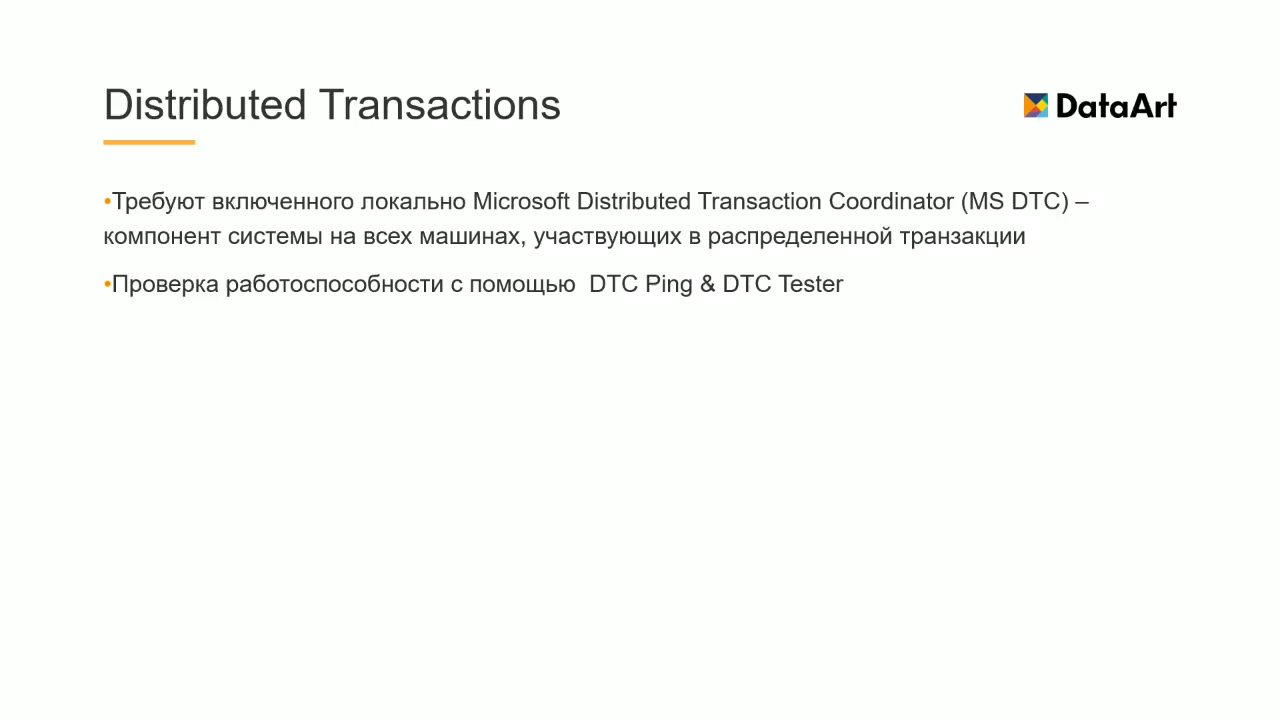 Distributed Transactions
DataArt
•Требуют включенного локально Microsoft Distributed Transaction Coordinator (MS DTC) –
компонент системы на всех машинах, участвующих в распределенной транзакции
•Проверка работоспособности с помощью  DTC Ping & DTC Tester